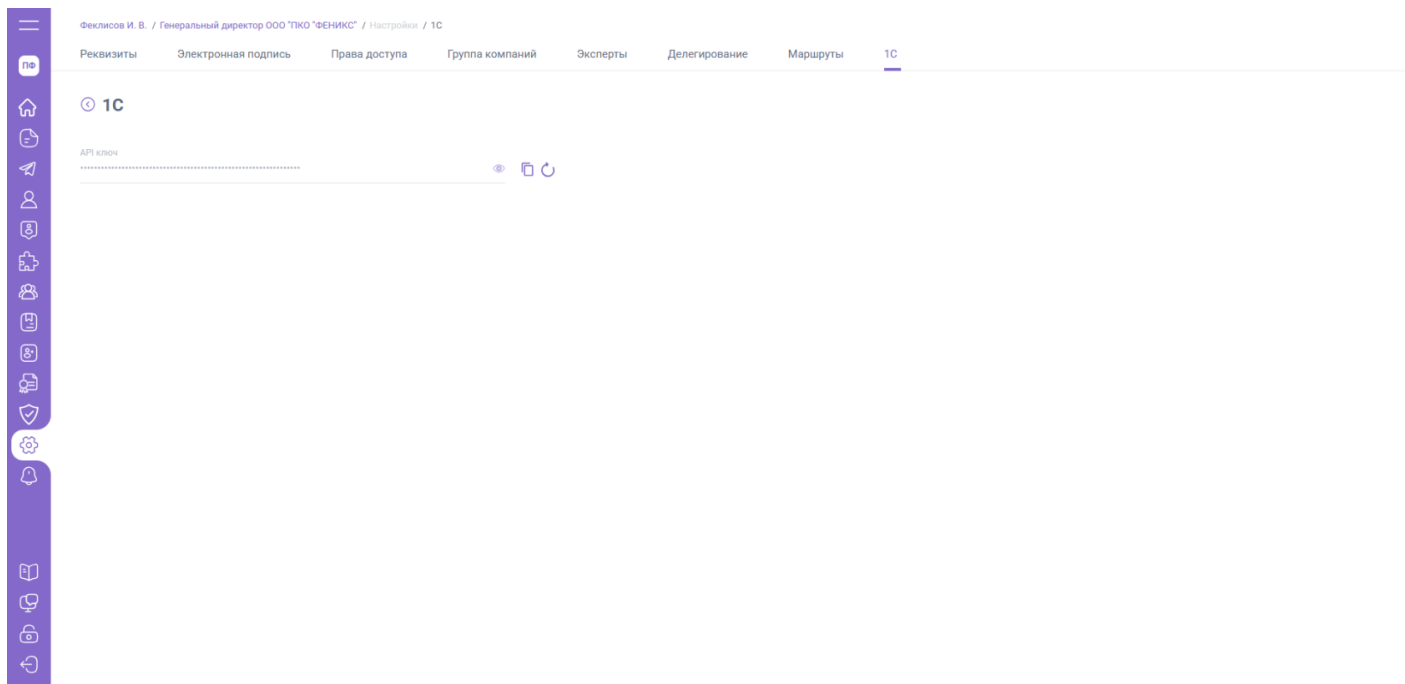 Феклисов И. В. / Генеральный директор ООО "ПКО "ФЕНИКС" / Настройки / 1С
Реквизиты Электронная подпись Права доступа Группа компаний Эксперты Делегирование Маршруты 1С
ПФ
1С
API ключ